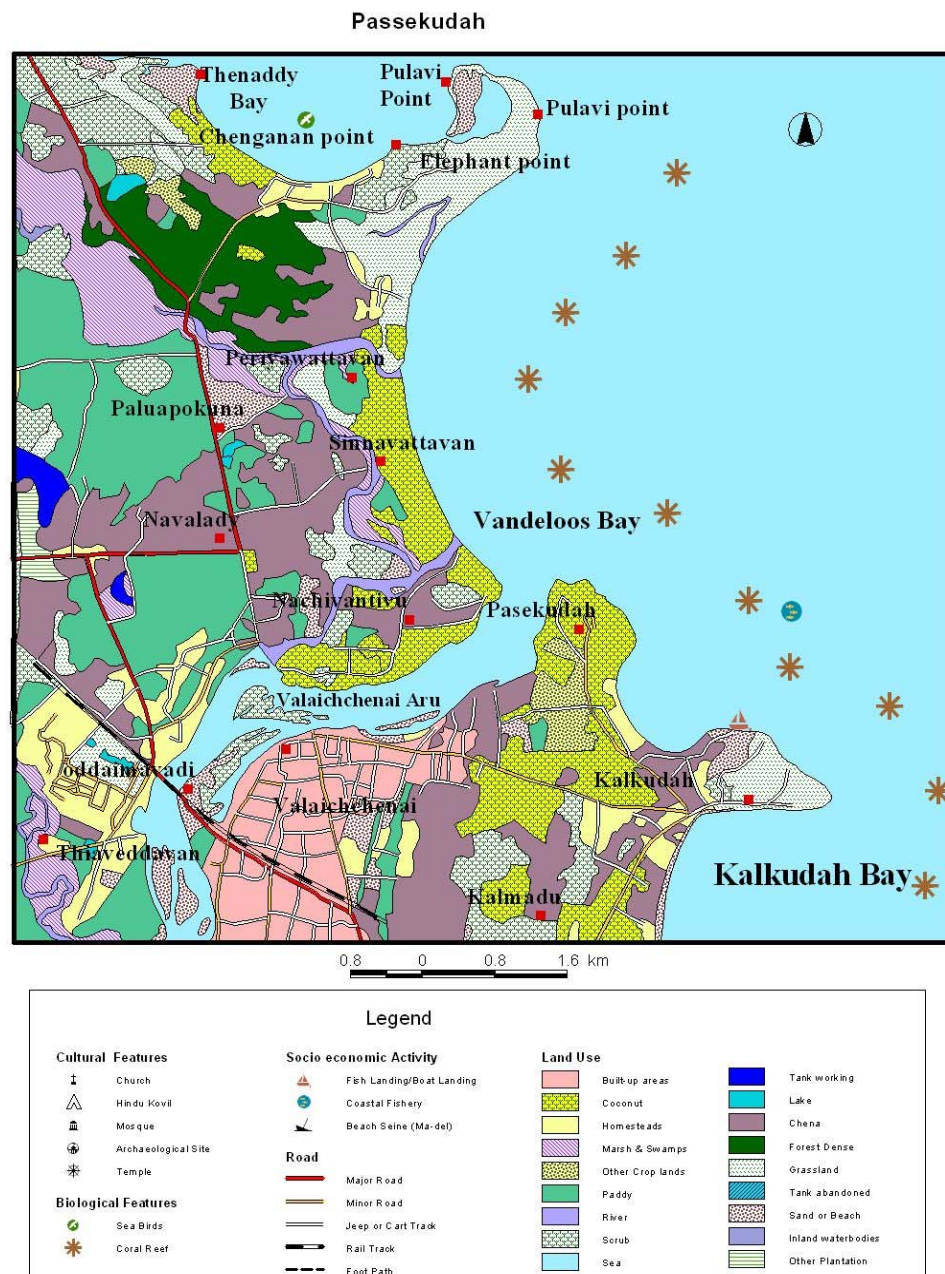 Passekudah
Thenaddy
Bay
Pulavi
Point
Pulavi point
Chenganan point
Elephant point
Periyawattavan
Paluapokuna
Sinnavattavan
Navalady
Vandeloos Bay
Nachivantivu
Pasekudah
Valaichchenai Aru
oddaimavadi
Valaichchenai
Kalkudah
Thiaveddavan
Kalmadu
Kalkudah Bay
0.8 0 0.8 1.6 km
Legend
Cultural Features
Church
Hindu Kovil
Mosque
Archaeological Site
Temple
Biological Features
Sea Birds
Coral Reef
Socio economic Activity
Fish Landing/Boat Landing
Coastal Fishery
Beach Seine (Ma-del)
Road
Major Road
Minor Road
Jeep or Cart Track
Rail Track
Foot Path
Land Use
Built-up areas
Coconut
Homesteads
Marsh & Swamps
Other Crop lands
Paddy
River
Scrub
Sea
Tank working
Lake
Chena
Forest Dense
Grassland
Tank abandoned
Sand or Beach
Inland waterbodies
Other Plantation